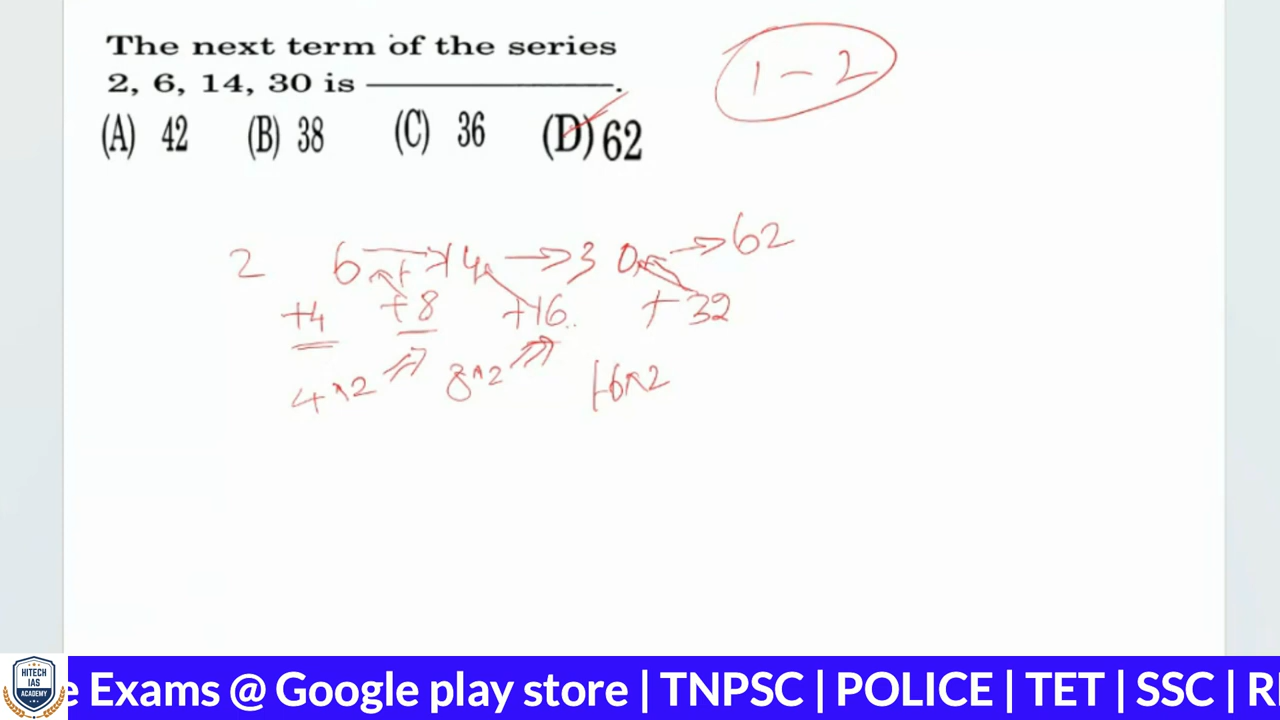 The next term of the series
2, 6, 14, 30 is ———————.
(A) 42 (B) 38 (C) 36 (D) 62
1 - 2
2 6 14 30 62
+4 +8 +16 +32
4×2 8×2 16×2
HITECH
IAS
ACADEMY
e Exams @ Google play store | TNPSC | POLICE | TET | SSC |